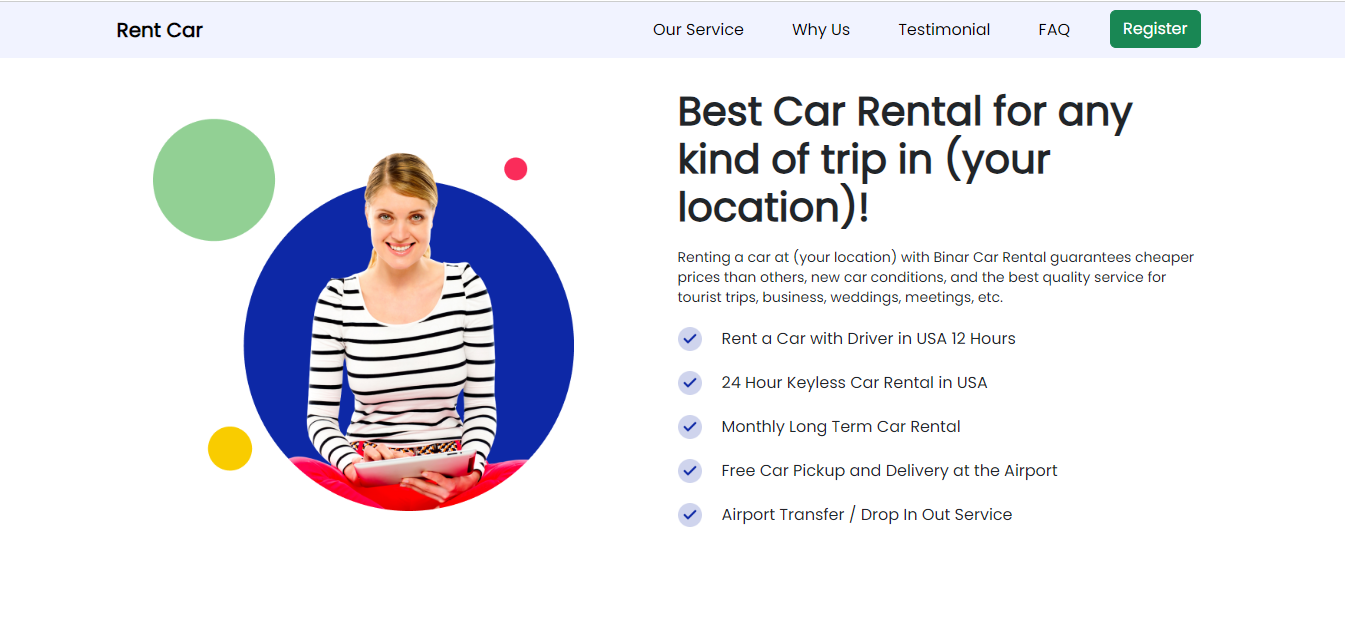 Rent Car
Our Service
Why Us
Testimonial
FAQ
Register
Best Car Rental for any
kind of trip in (your
location)!
Renting a car at (your location) with Binar Car Rental guarantees cheaper
prices than others, new car conditions, and the best quality service for
tourist trips, business, weddings, meetings, etc.
Rent a Car with Driver in USA 12 Hours
24 Hour Keyless Car Rental in USA
Monthly Long Term Car Rental
Free Car Pickup and Delivery at the Airport
Airport Transfer / Drop In Out Service